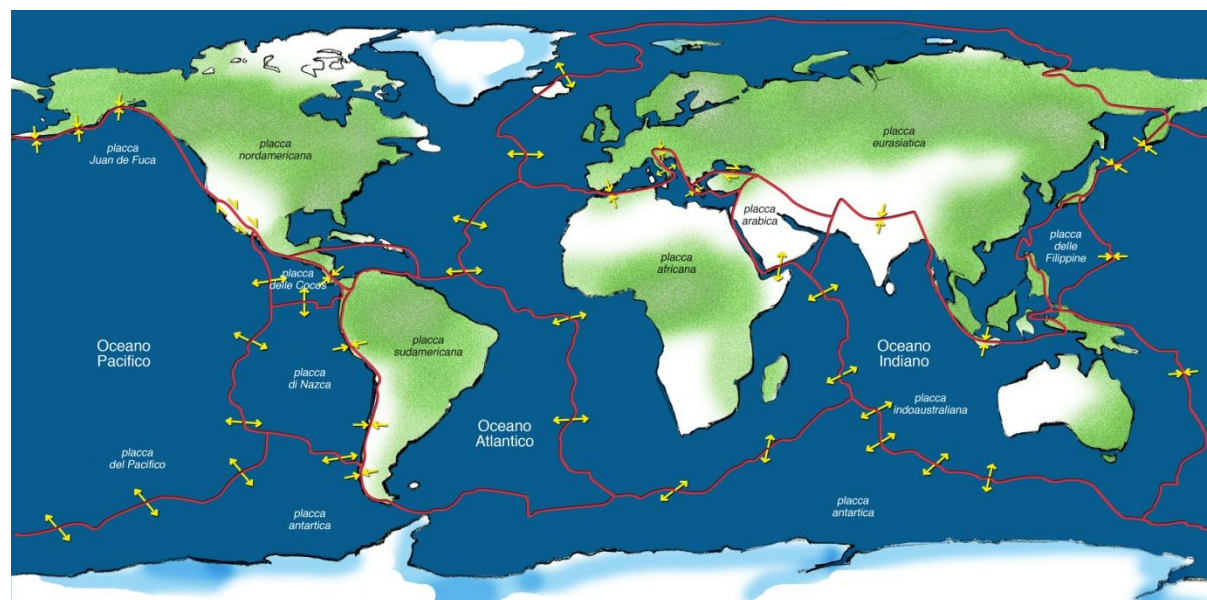 placca
Juan de Fuca
placca
nordamericana
placca
eurasiatica
placca
arabica
placca
delle
Filippine
placca
africana
placca
delle Cocos
placca
sudamericana
Oceano
Pacifico
placca
di Nazca
Oceano
Indiano
placca
indoaustraliana
Oceano
Atlantico
placca
del Pacifico
placca
antartica
placca
antartica